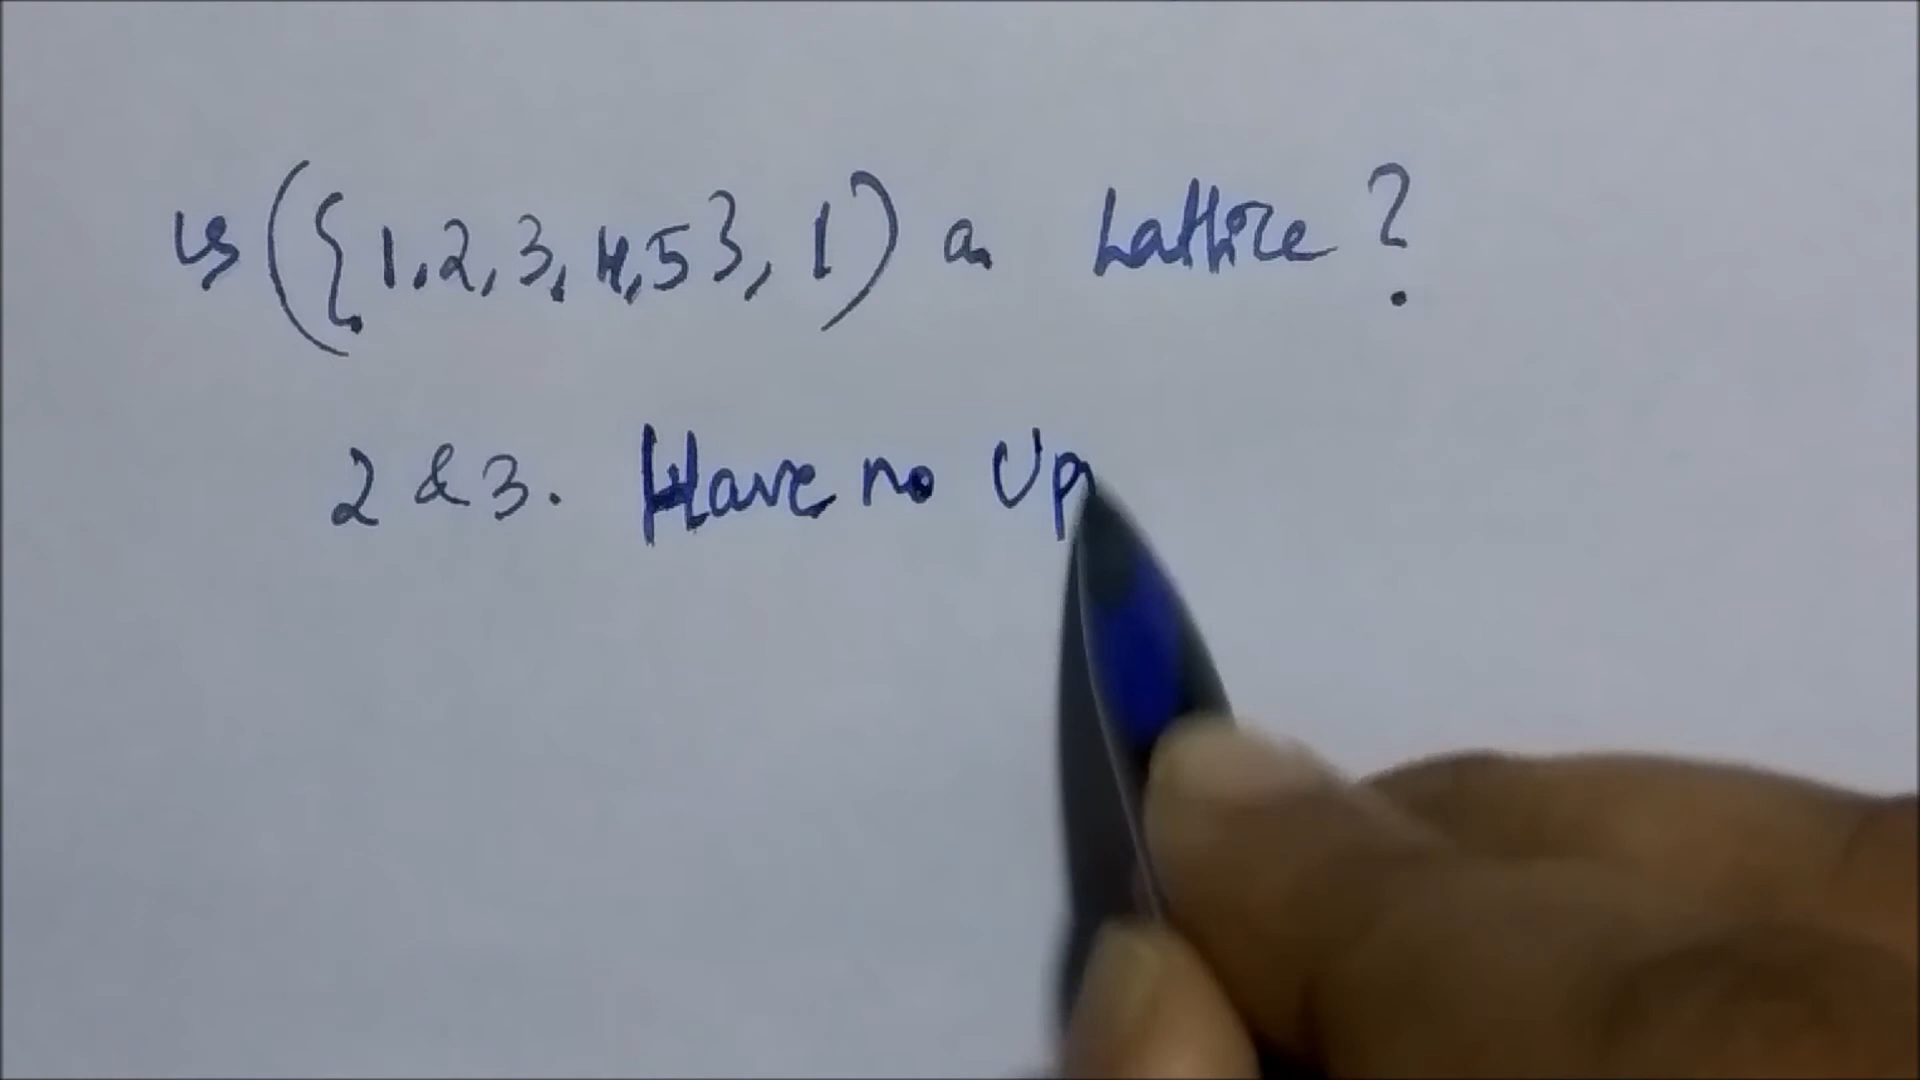 is ({1,2,3,4,5}, |) a Lattice?
2 & 3. Have no Up